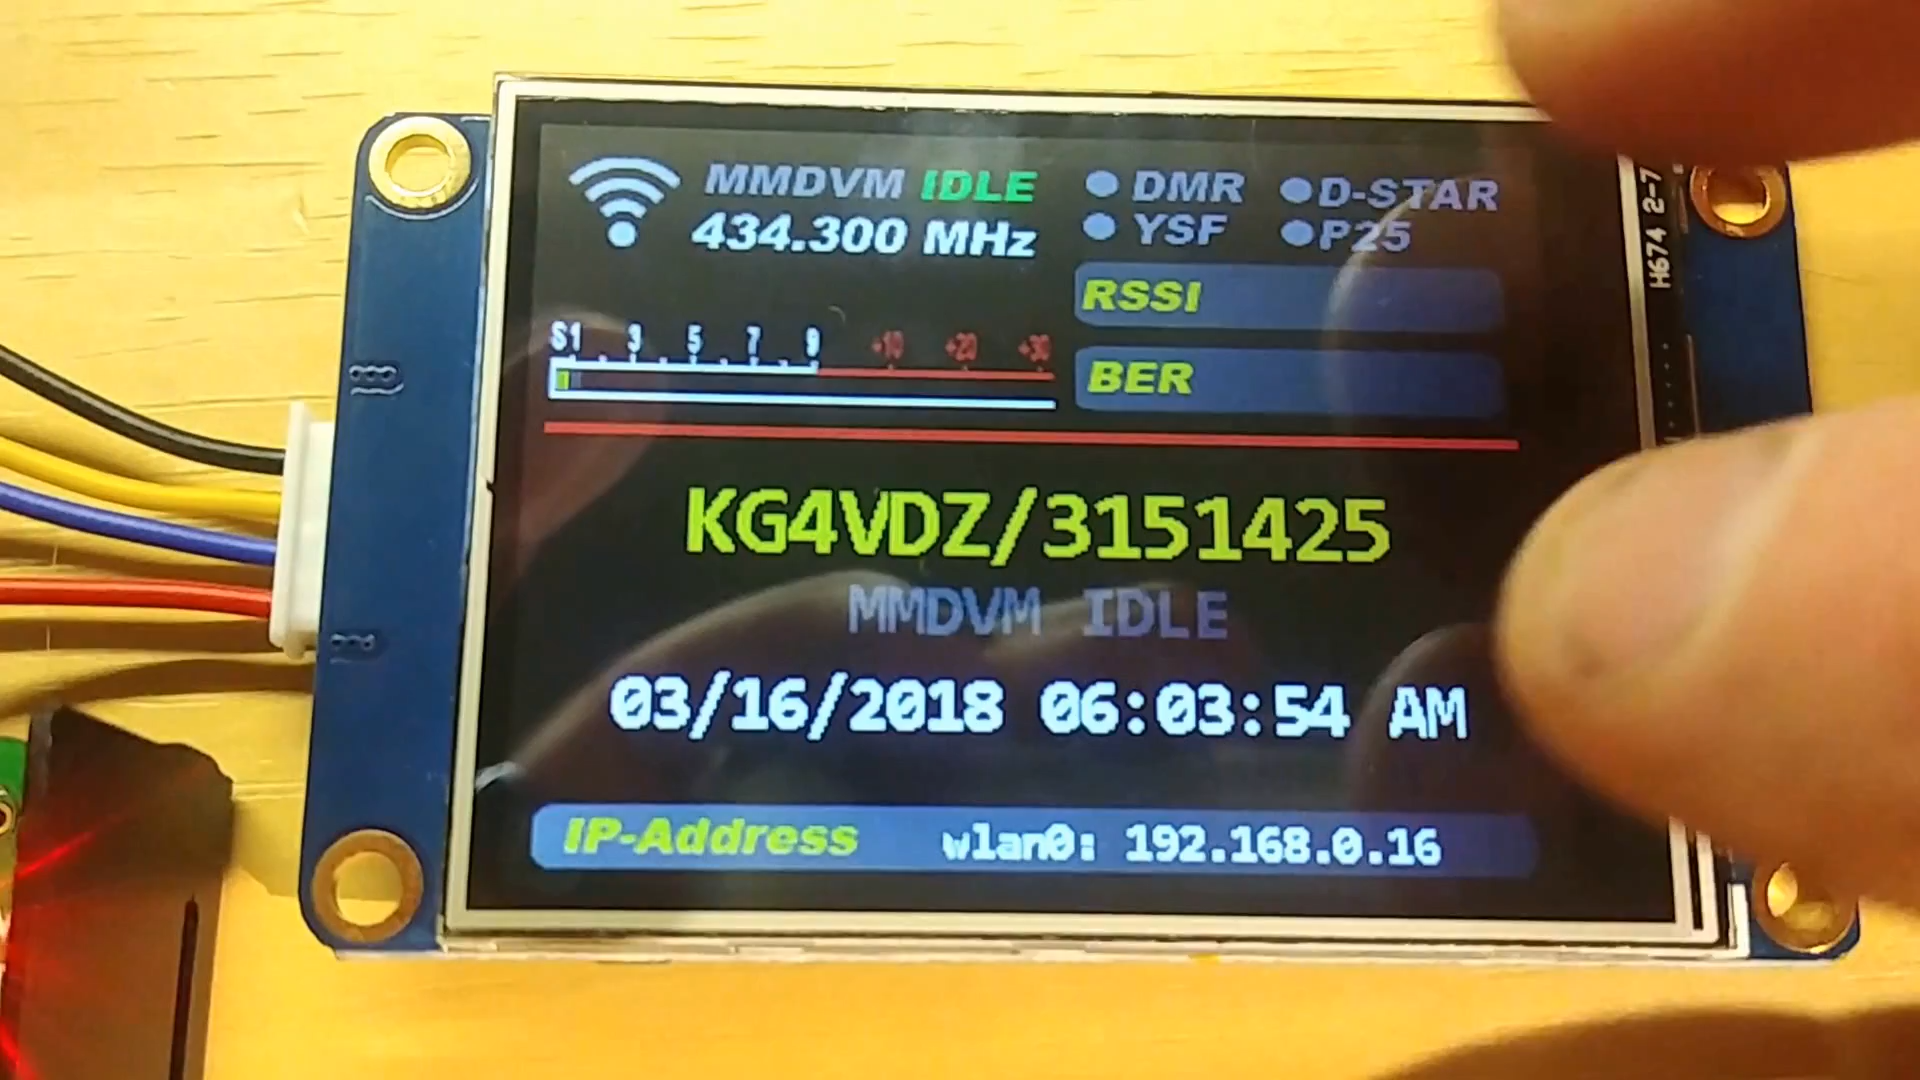 MMDVM IDLE
434.300 MHz
DMR D-STAR
YSF P25
RSSI
S1 3 5 7 9 +10 +20 +30
BER
KG4VDZ/3151425
MMDVM IDLE
03/16/2018 06:03:54 AM
IP-Address wlan0: 192.168.0.16
H674 2-7